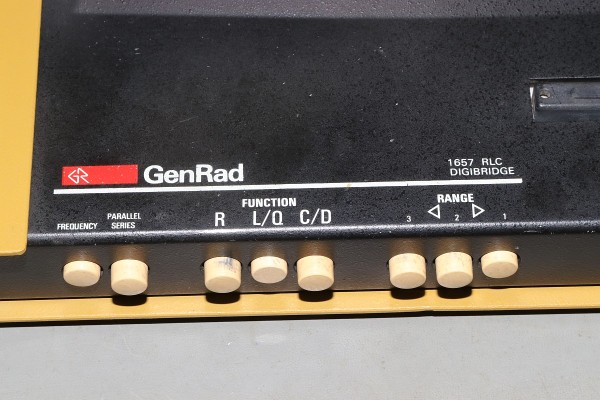 GR GenRad
1657 RLC
DIGIBRIDGE
FUNCTION
RANGE
FREQUENCY
PARALLEL
SERIES
R L/Q C/D
3 2 1